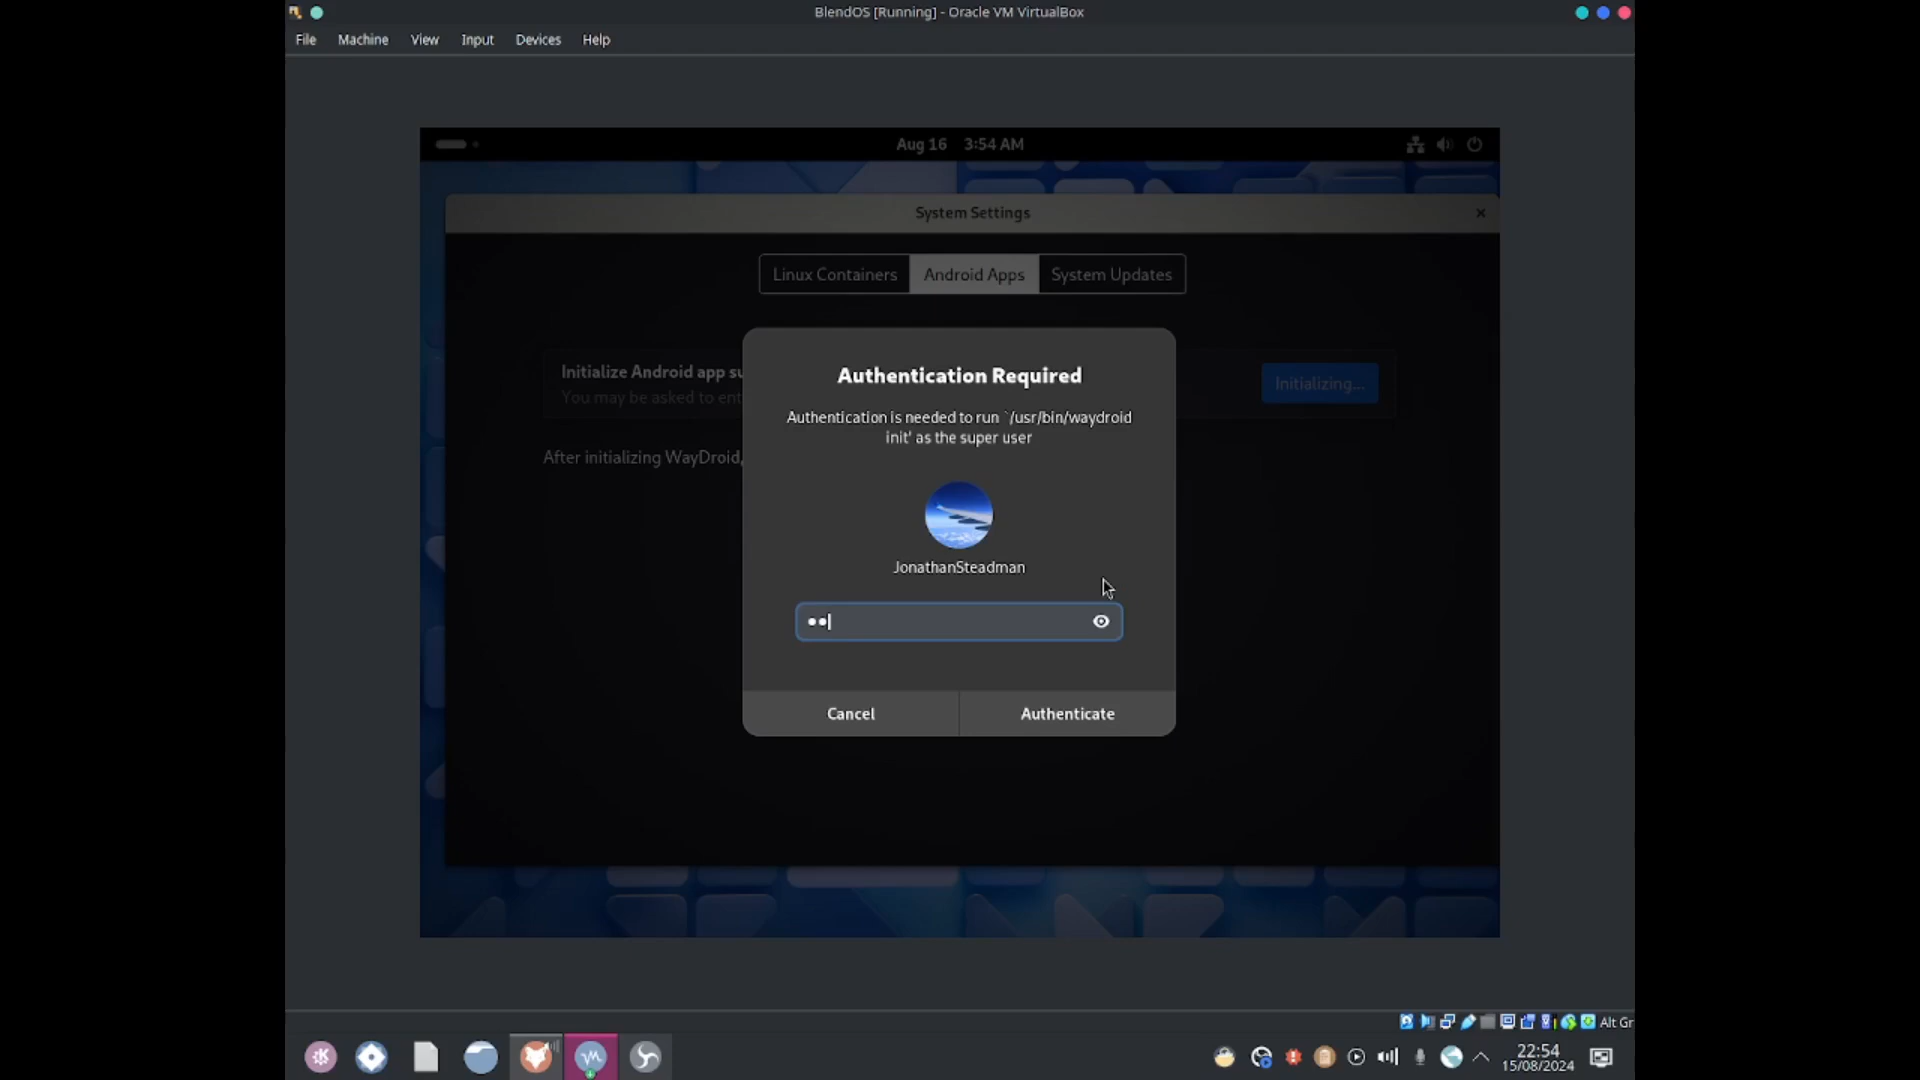 BlendOS [Running] - Oracle VM VirtualBox
File Machine View Input Devices Help
Aug 16 3:54 AM
System Settings
Linux Containers Android Apps System Updates
Authentication Required
Initialize Android app su
Initializing...
You may be asked to ent
Authentication is needed to run `/usr/bin/waydroid
init' as the super user
After initializing WayDroid,
JonathanSteadman
Cancel Authenticate
Alt Gr
22:54
15/08/2024